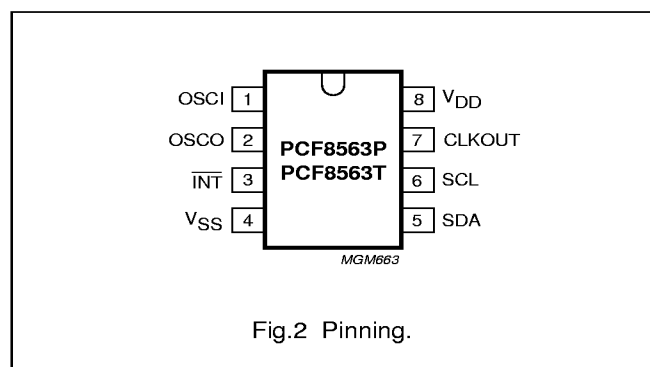 OSCI 1 8 VDD
OSCO 2 7 CLKOUT
PCF8563P
PCF8563T
INT 3 6 SCL
VSS 4 5 SDA
MGM663
Fig.2 Pinning.